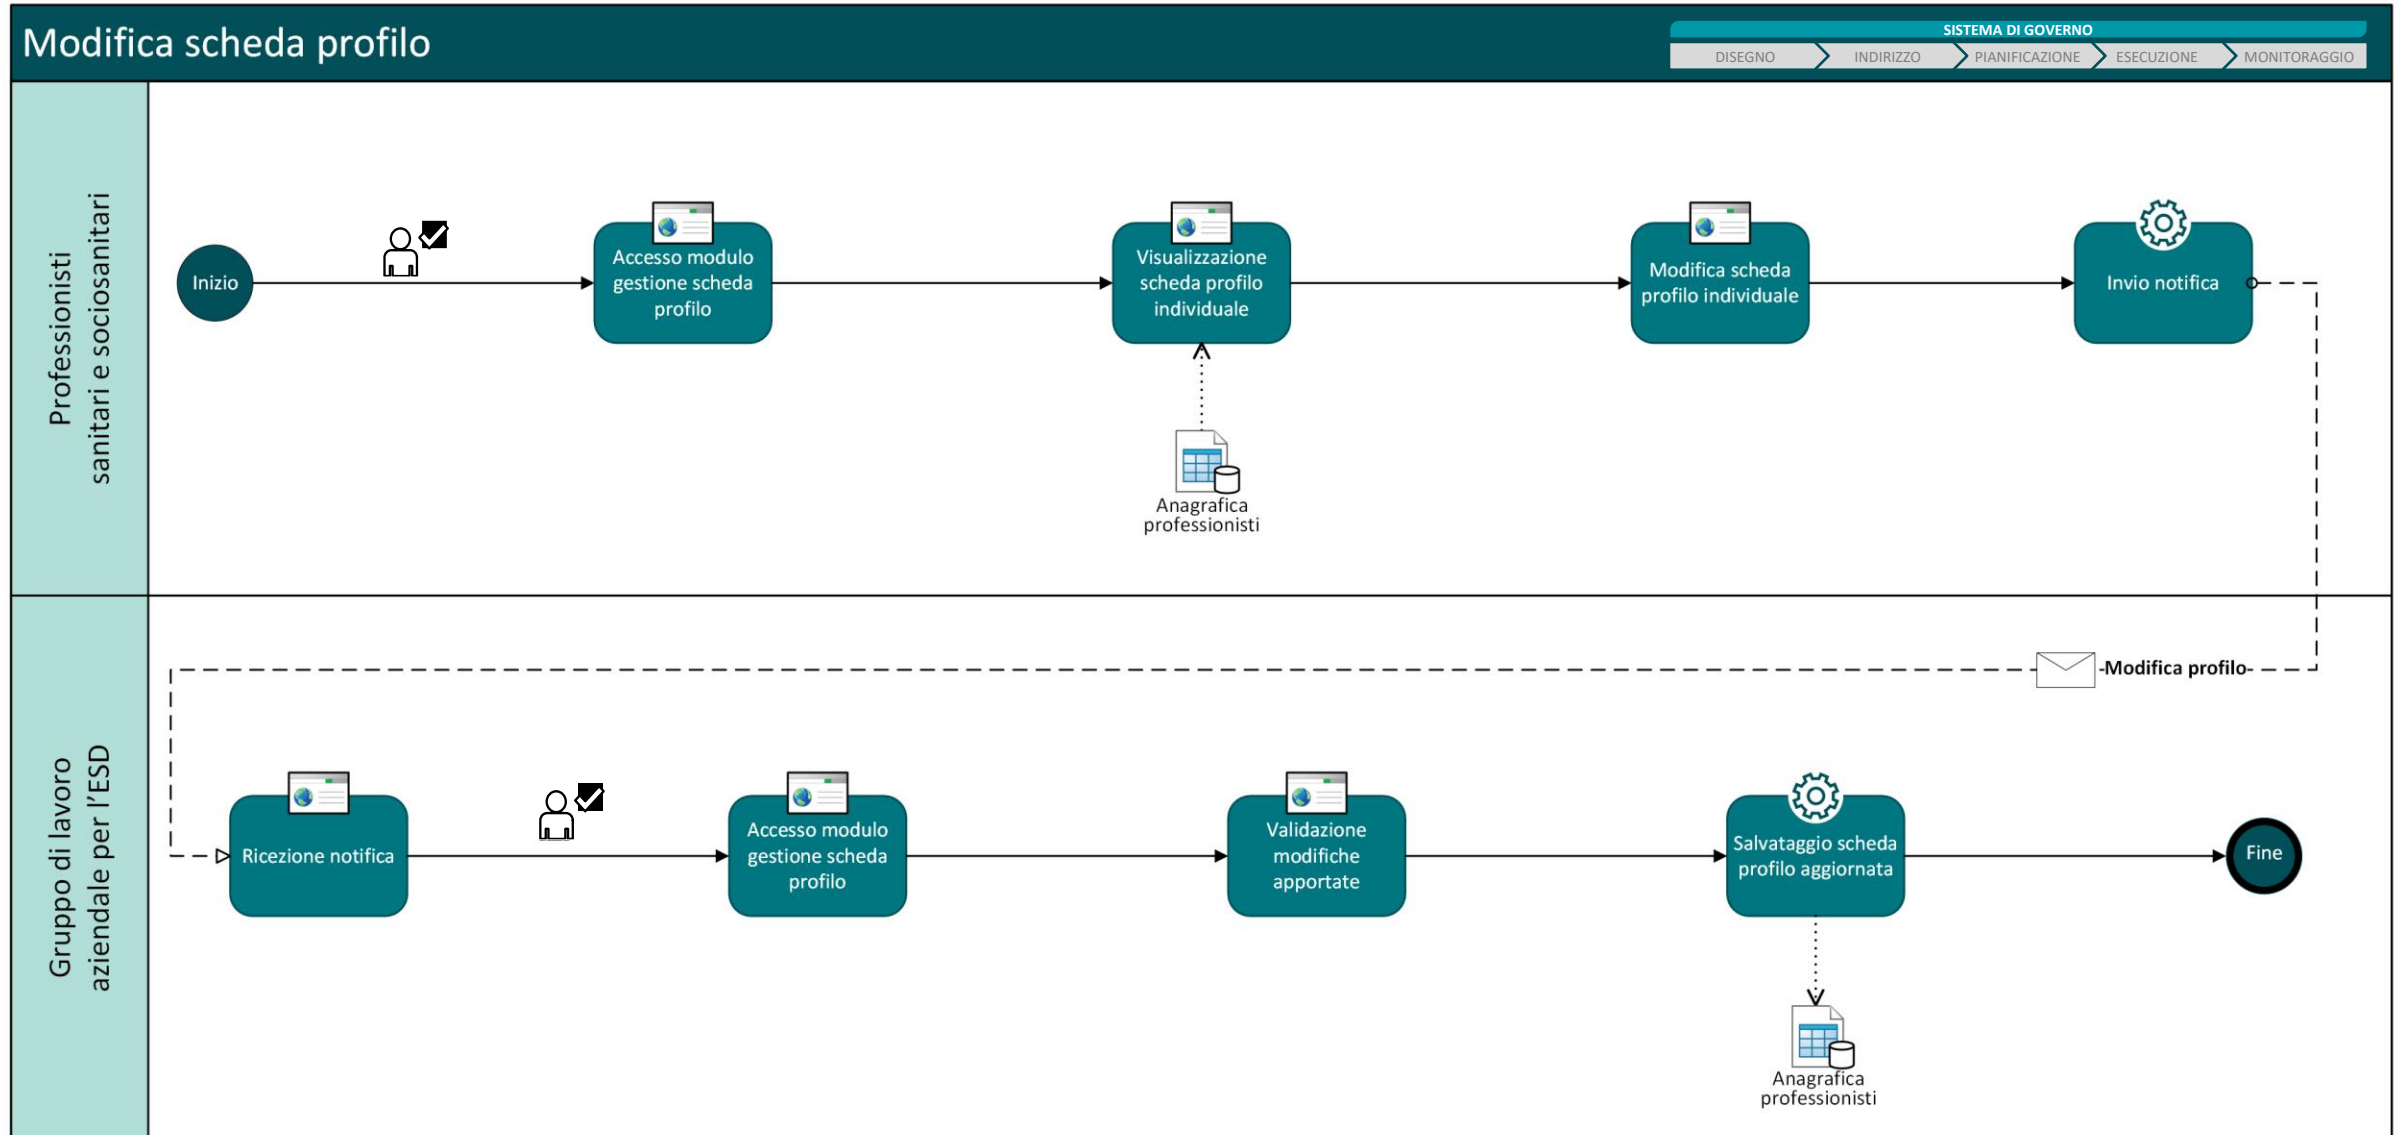 Modifica scheda profilo
SISTEMA DI GOVERNO
DISEGNO
INDIRIZZO
PIANIFICAZIONE
ESECUZIONE
MONITORAGGIO
Professionisti
sanitari e sociosanitari
Inizio
Accesso modulo
gestione scheda
profilo
Visualizzazione
scheda profilo
individuale
Modifica scheda
profilo individuale
Invio notifica
Anagrafica
professionisti
Modifica profilo
Gruppo di lavoro
aziendale per l'ESD
Ricezione notifica
Accesso modulo
gestione scheda
profilo
Validazione
modifiche
apportate
Salvataggio scheda
profilo aggiornata
Fine
Anagrafica
professionisti